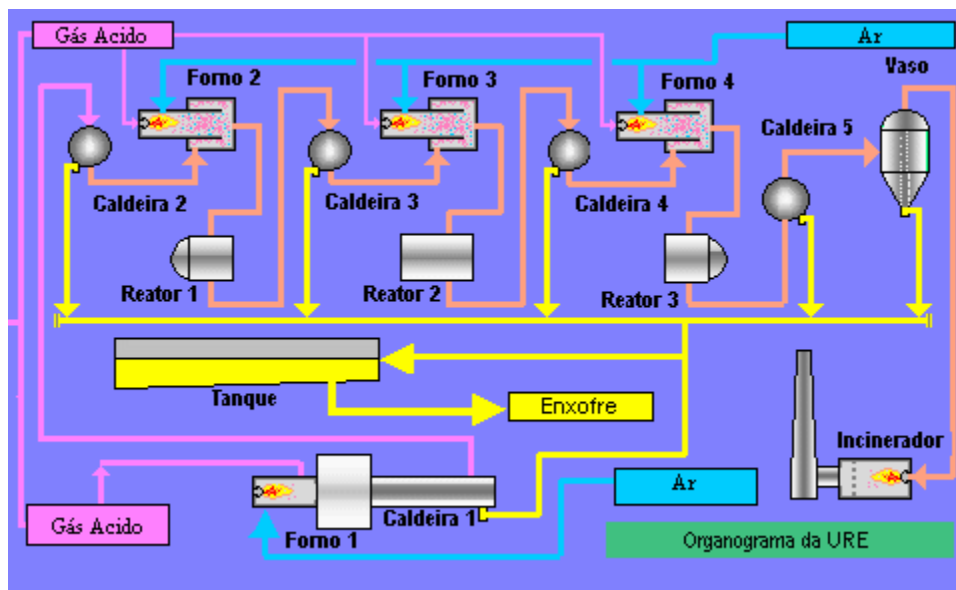 Gás Acido
Ar
Forno 2
Forno 3
Forno 4
Vaso
Caldeira 5
Caldeira 2
Caldeira 3
Caldeira 4
Reator 1
Reator 2
Reator 3
Tanque
Enxofre
Incinerador
Ar
Gás Acido
Caldeira 1
Forno 1
Organograma da URE